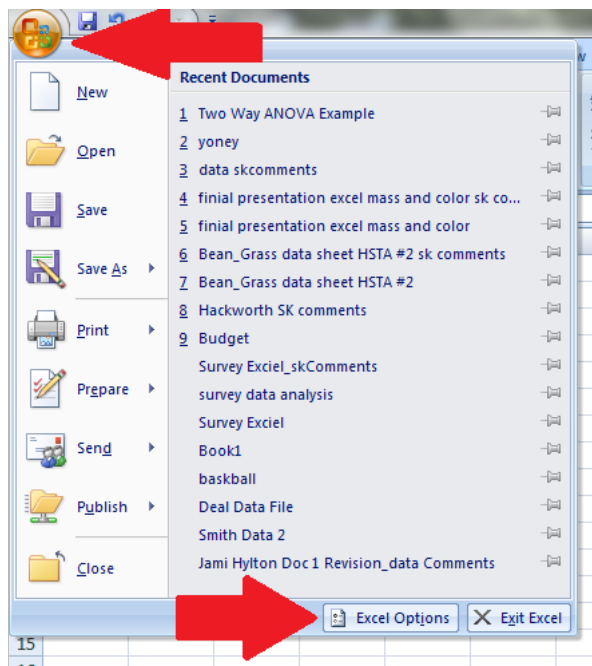 New
Open
Save
Save As
Print
Prepare
Send
Publish
Close
Recent Documents
1 Two Way ANOVA Example
2 yoney
3 data skcomments
4 finial presentation excel mass and color sk co...
5 finial presentation excel mass and color
6 Bean_Grass data sheet HSTA #2 sk comments
7 Bean_Grass data sheet HSTA #2
8 Hackworth SK comments
9 Budget
Survey Exciel_skComments
survey data analysis
Survey Exciel
Book1
baskball
Deal Data File
Smith Data 2
Jami Hylton Doc 1 Revision_data Comments
Excel Options
Exit Excel
15